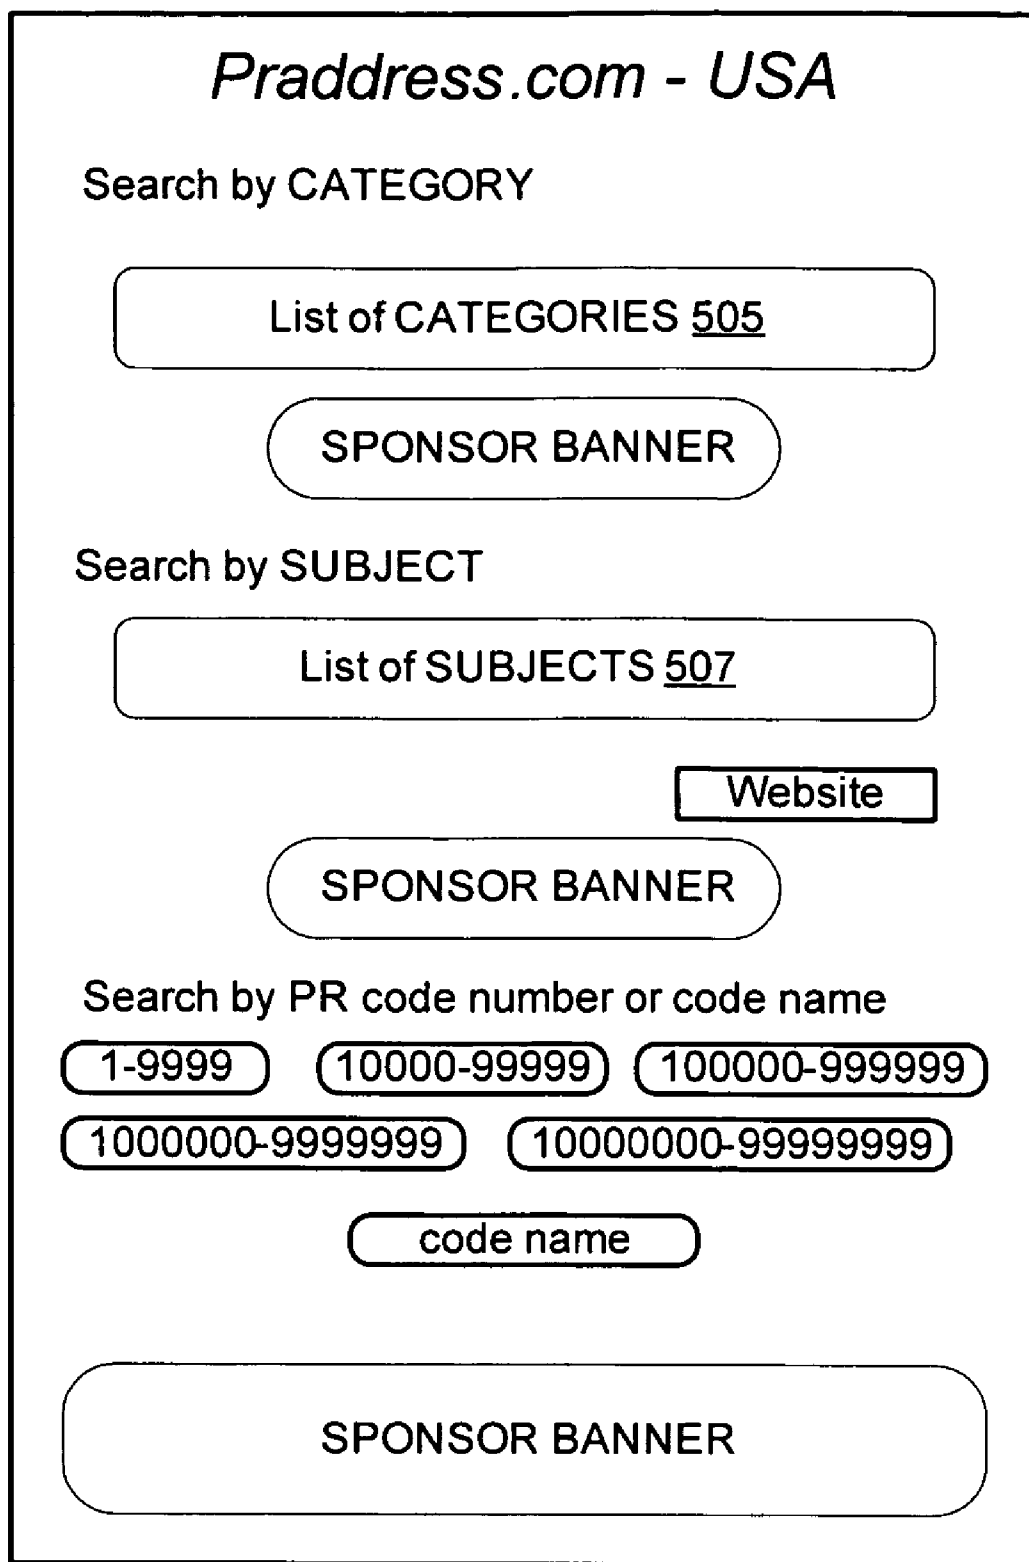 Praddress.com - USA
Search by CATEGORY
List of CATEGORIES 505
SPONSOR BANNER
Search by SUBJECT
List of SUBJECTS 507
Website
SPONSOR BANNER
Search by PR code number or code name
1-9999 10000-99999 100000-999999
1000000-9999999 10000000-99999999
code name
SPONSOR BANNER